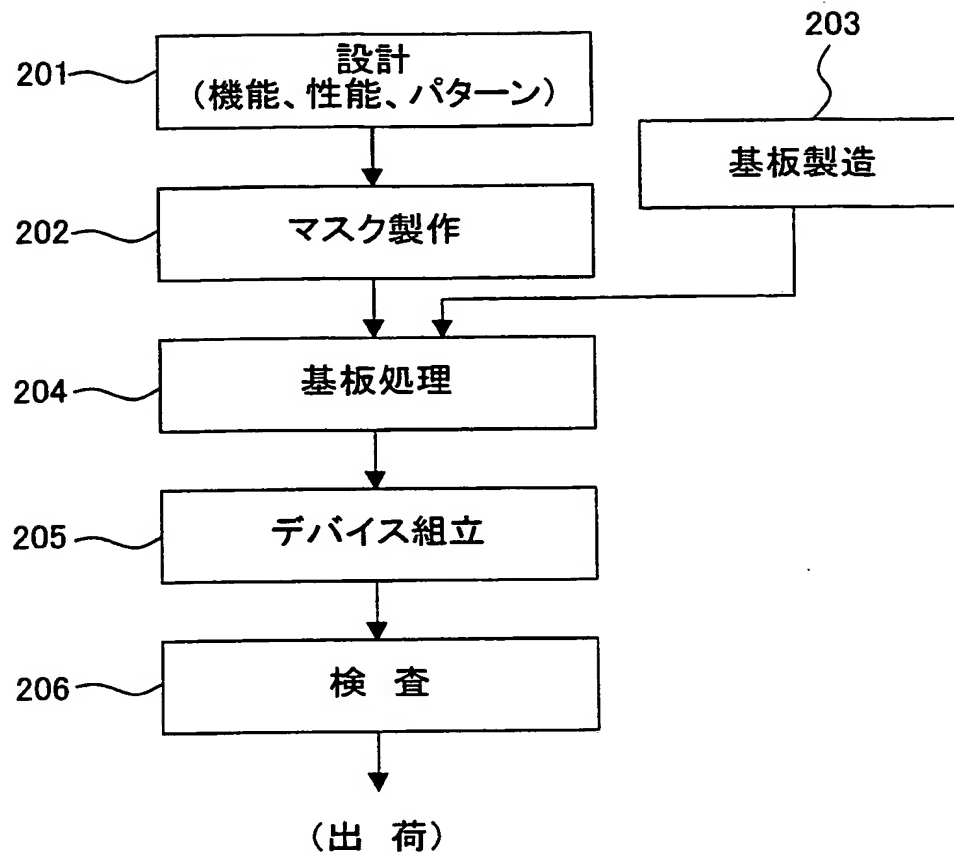 203
201
設計
(機能、性能、パターン)
基板製造
202
マスク製作
204
基板処理
205
デバイス組立
206
検 査
(出 荷)